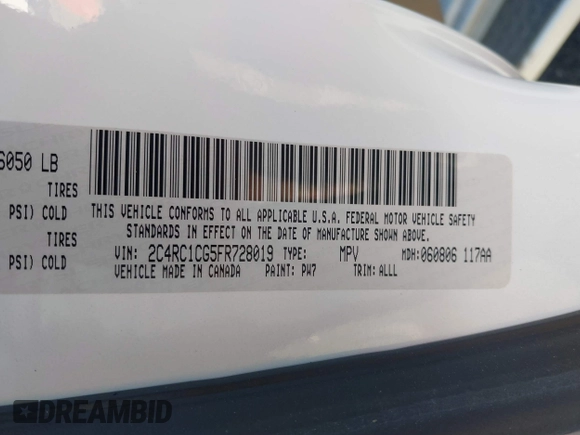 6050 LB
TIRES
PSI) COLD
TIRES
PSI) COLD
THIS VEHICLE CONFORMS TO ALL APPLICABLE U.S.A. FEDERAL MOTOR VEHICLE SAFETY
STANDARDS IN EFFECT ON THE DATE OF MANUFACTURE SHOWN ABOVE.
VIN: 2C4RC1CG5FR728019 TYPE: MPV MDH:060806 117AA
VEHICLE MADE IN CANADA PAINT: PW7 TRIM: ALLL
DREAMBID